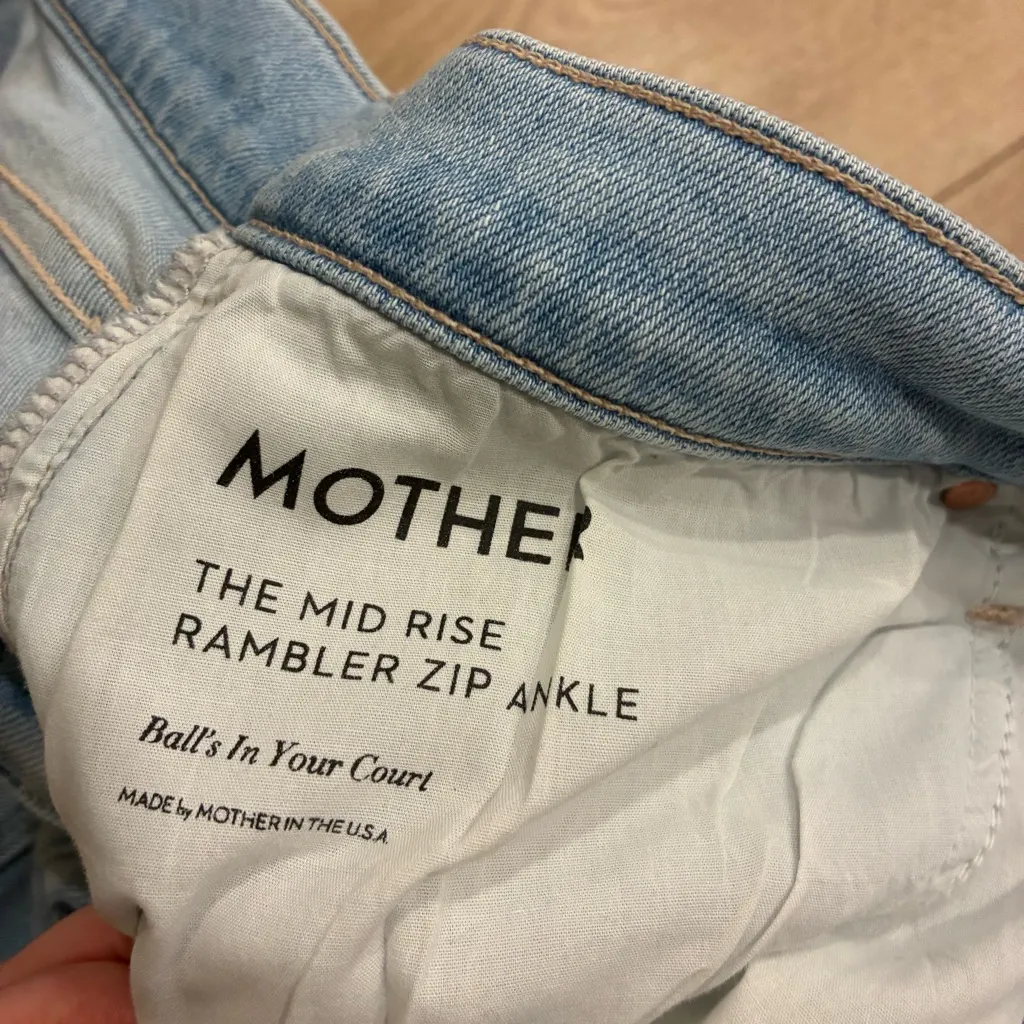 MOTHER
THE MID RISE
RAMBLER ZIP ANKLE
Ball's In Your Court
MADE by MOTHER IN THE U.S.A.